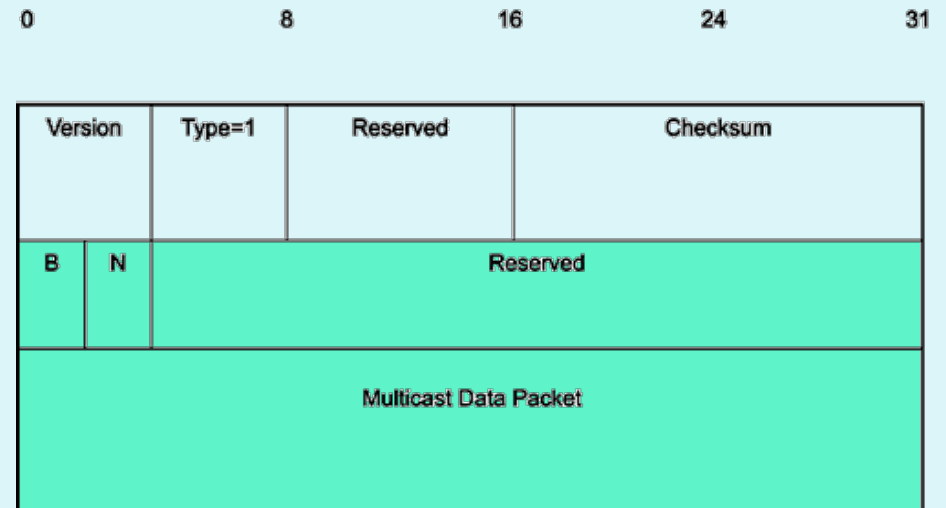 0 8 16 24 31
Version Type=1 Reserved Checksum
B N Reserved
Multicast Data Packet